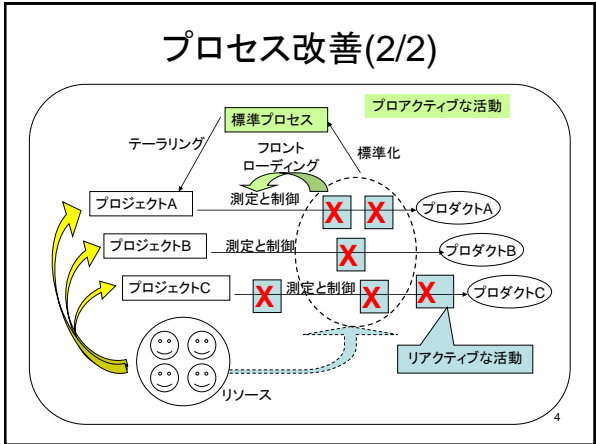 プロセス改善(2/2)
プロアクティブな活動
標準プロセス
テーラリング
フロント
ローディング
標準化
プロジェクトA
測定と制御
X
X
プロダクトA
プロジェクトB
測定と制御
X
プロダクトB
プロジェクトC
X
測定と制御
X
X
プロダクトC
リアクティブな活動
リソース
4